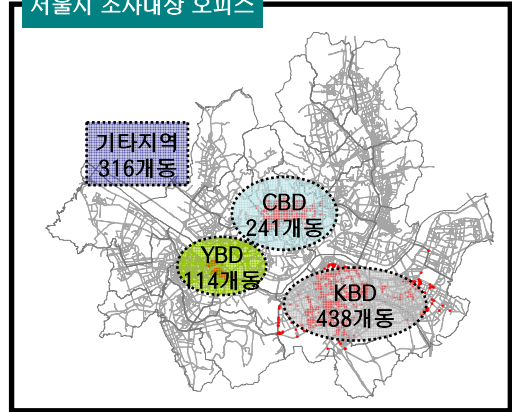 서울시 조사대상 오피스
기타지역
316개동
CBD
241개동
YBD
114개동
KBD
438개동